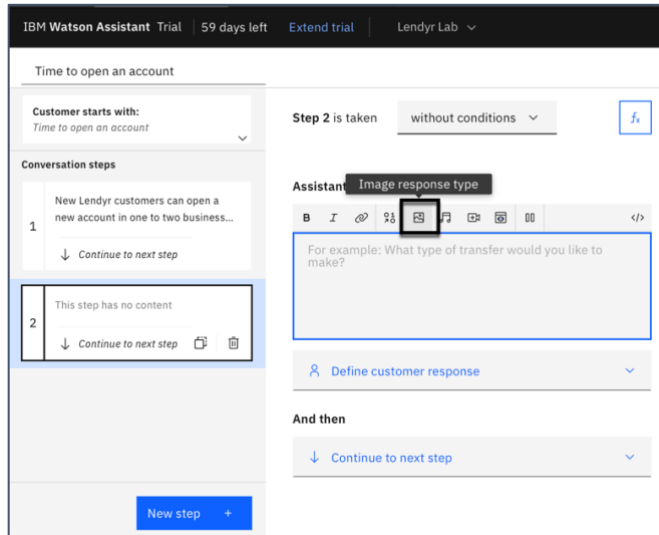 IBM Watson Assistant Trial 59 days left Extend trial Lendyr Lab
Time to open an account
Customer starts with:
Time to open an account
Conversation steps
1
New Lendyr customers can open a
new account in one to two business...
Continue to next step
2
This step has no content
Continue to next step
New step +
Step 2 is taken without conditions fx
Assistant
Image response type
B I </>
For example: What type of transfer would you like to
make?
Define customer response
And then
Continue to next step